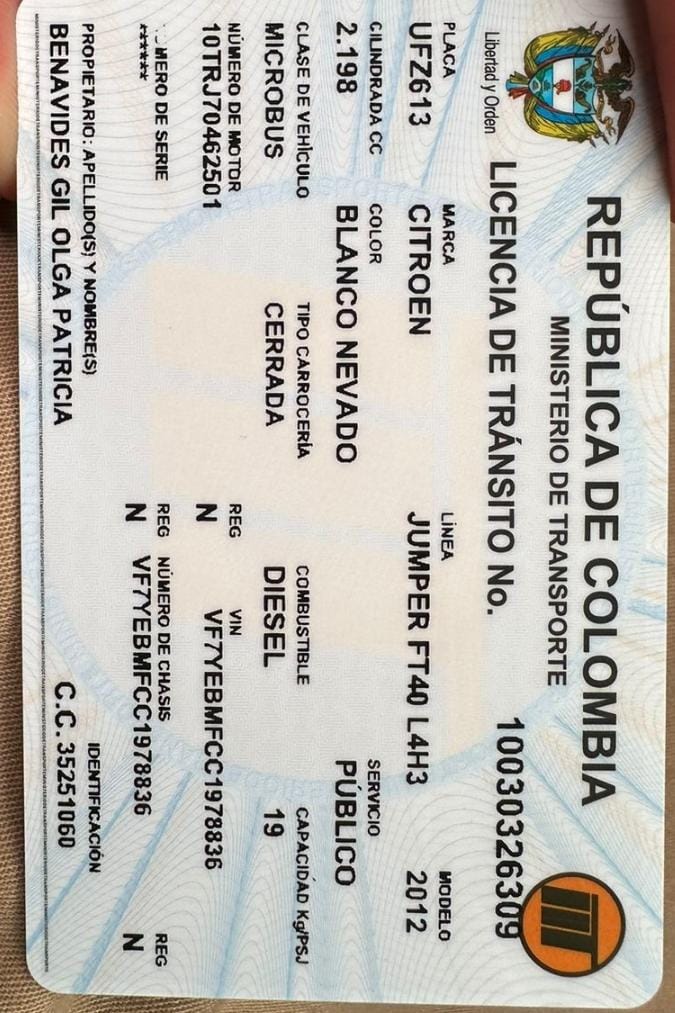 REPÚBLICA DE COLOMBIA
MINISTERIO DE TRANSPORTE
Libertad y Orden
LICENCIA DE TRÁNSITO No. 10030326309
PLACA MARCA LÍNEA MODELO
UFZ613 CITROEN JUMPER FT40 L4H3 2012
CILINDRADA CC COLOR SERVICIO
2.198 BLANCO NEVADO PÚBLICO
CLASE DE VEHÍCULO TIPO CARROCERÍA COMBUSTIBLE CAPACIDAD Kg/PSJ
MICROBUS CERRADA DIESEL 19
NÚMERO DE MOTOR REG VIN
10TRJ70462501 N VF7YEBMFCC1978836
MERO DE SERIE REG NÚMERO DE CHASIS REG
****** N VF7YEBMFCC1978836 N
PROPIETARIO: APELLIDO(S) Y NOMBRE(S) IDENTIFICACIÓN
BENAVIDES GIL OLGA PATRICIA C.C. 35251060